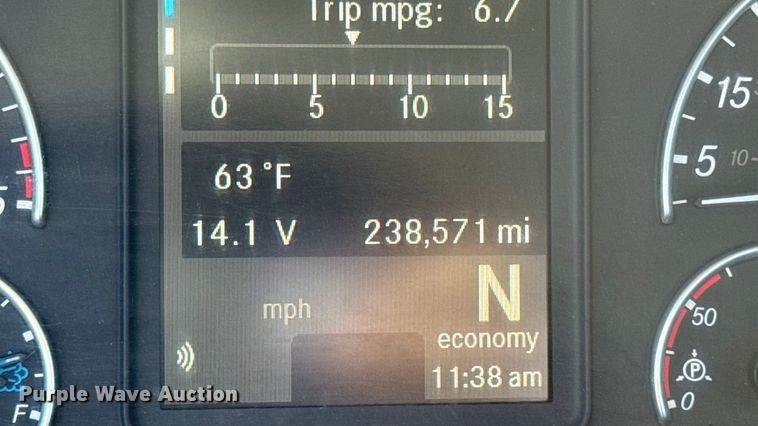 Trip mpg: 6.7
0 5 10 15
63 °F
14.1 V 238,571 mi
mph
N
economy
11:38 am
15
5 10
50
P
0
F
Purple Wave Auction